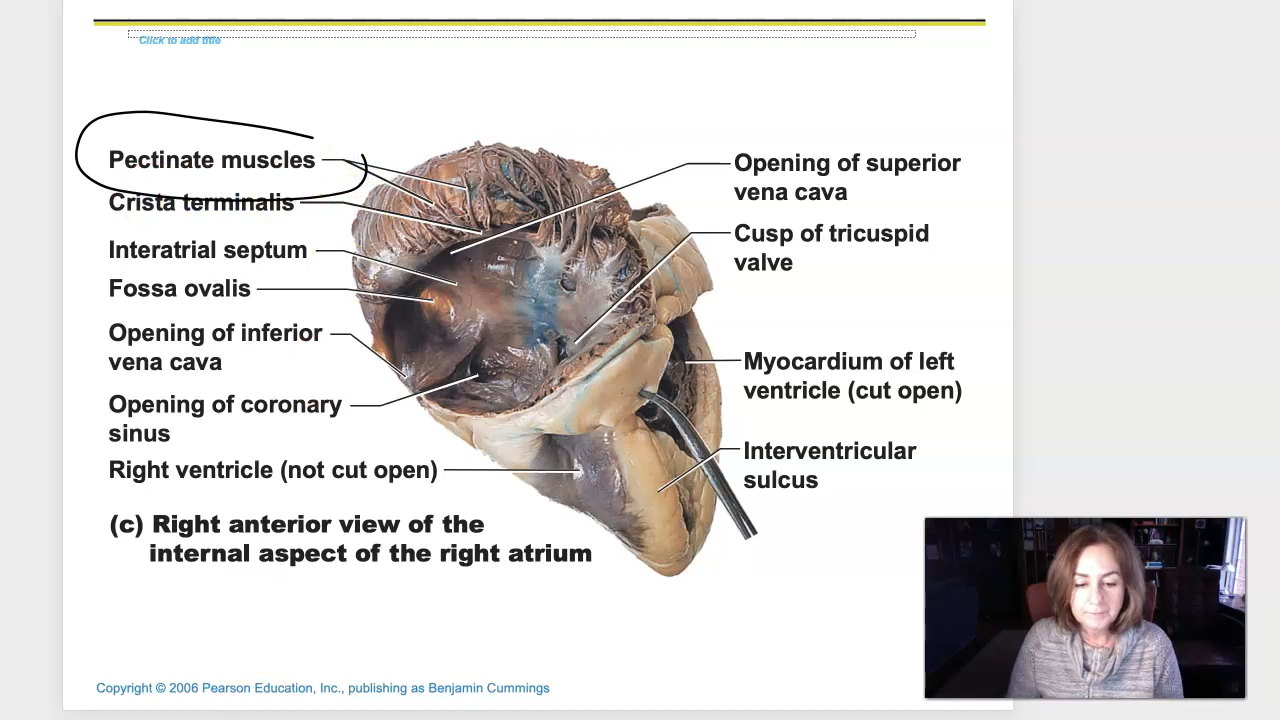 Click to add title
Pectinate muscles
Crista terminalis
Interatrial septum
Fossa ovalis
Opening of inferior
vena cava
Opening of coronary
sinus
Right ventricle (not cut open)
Opening of superior
vena cava
Cusp of tricuspid
valve
Myocardium of left
ventricle (cut open)
Interventricular
sulcus
(c) Right anterior view of the
internal aspect of the right atrium
Copyright © 2006 Pearson Education, Inc., publishing as Benjamin Cummings